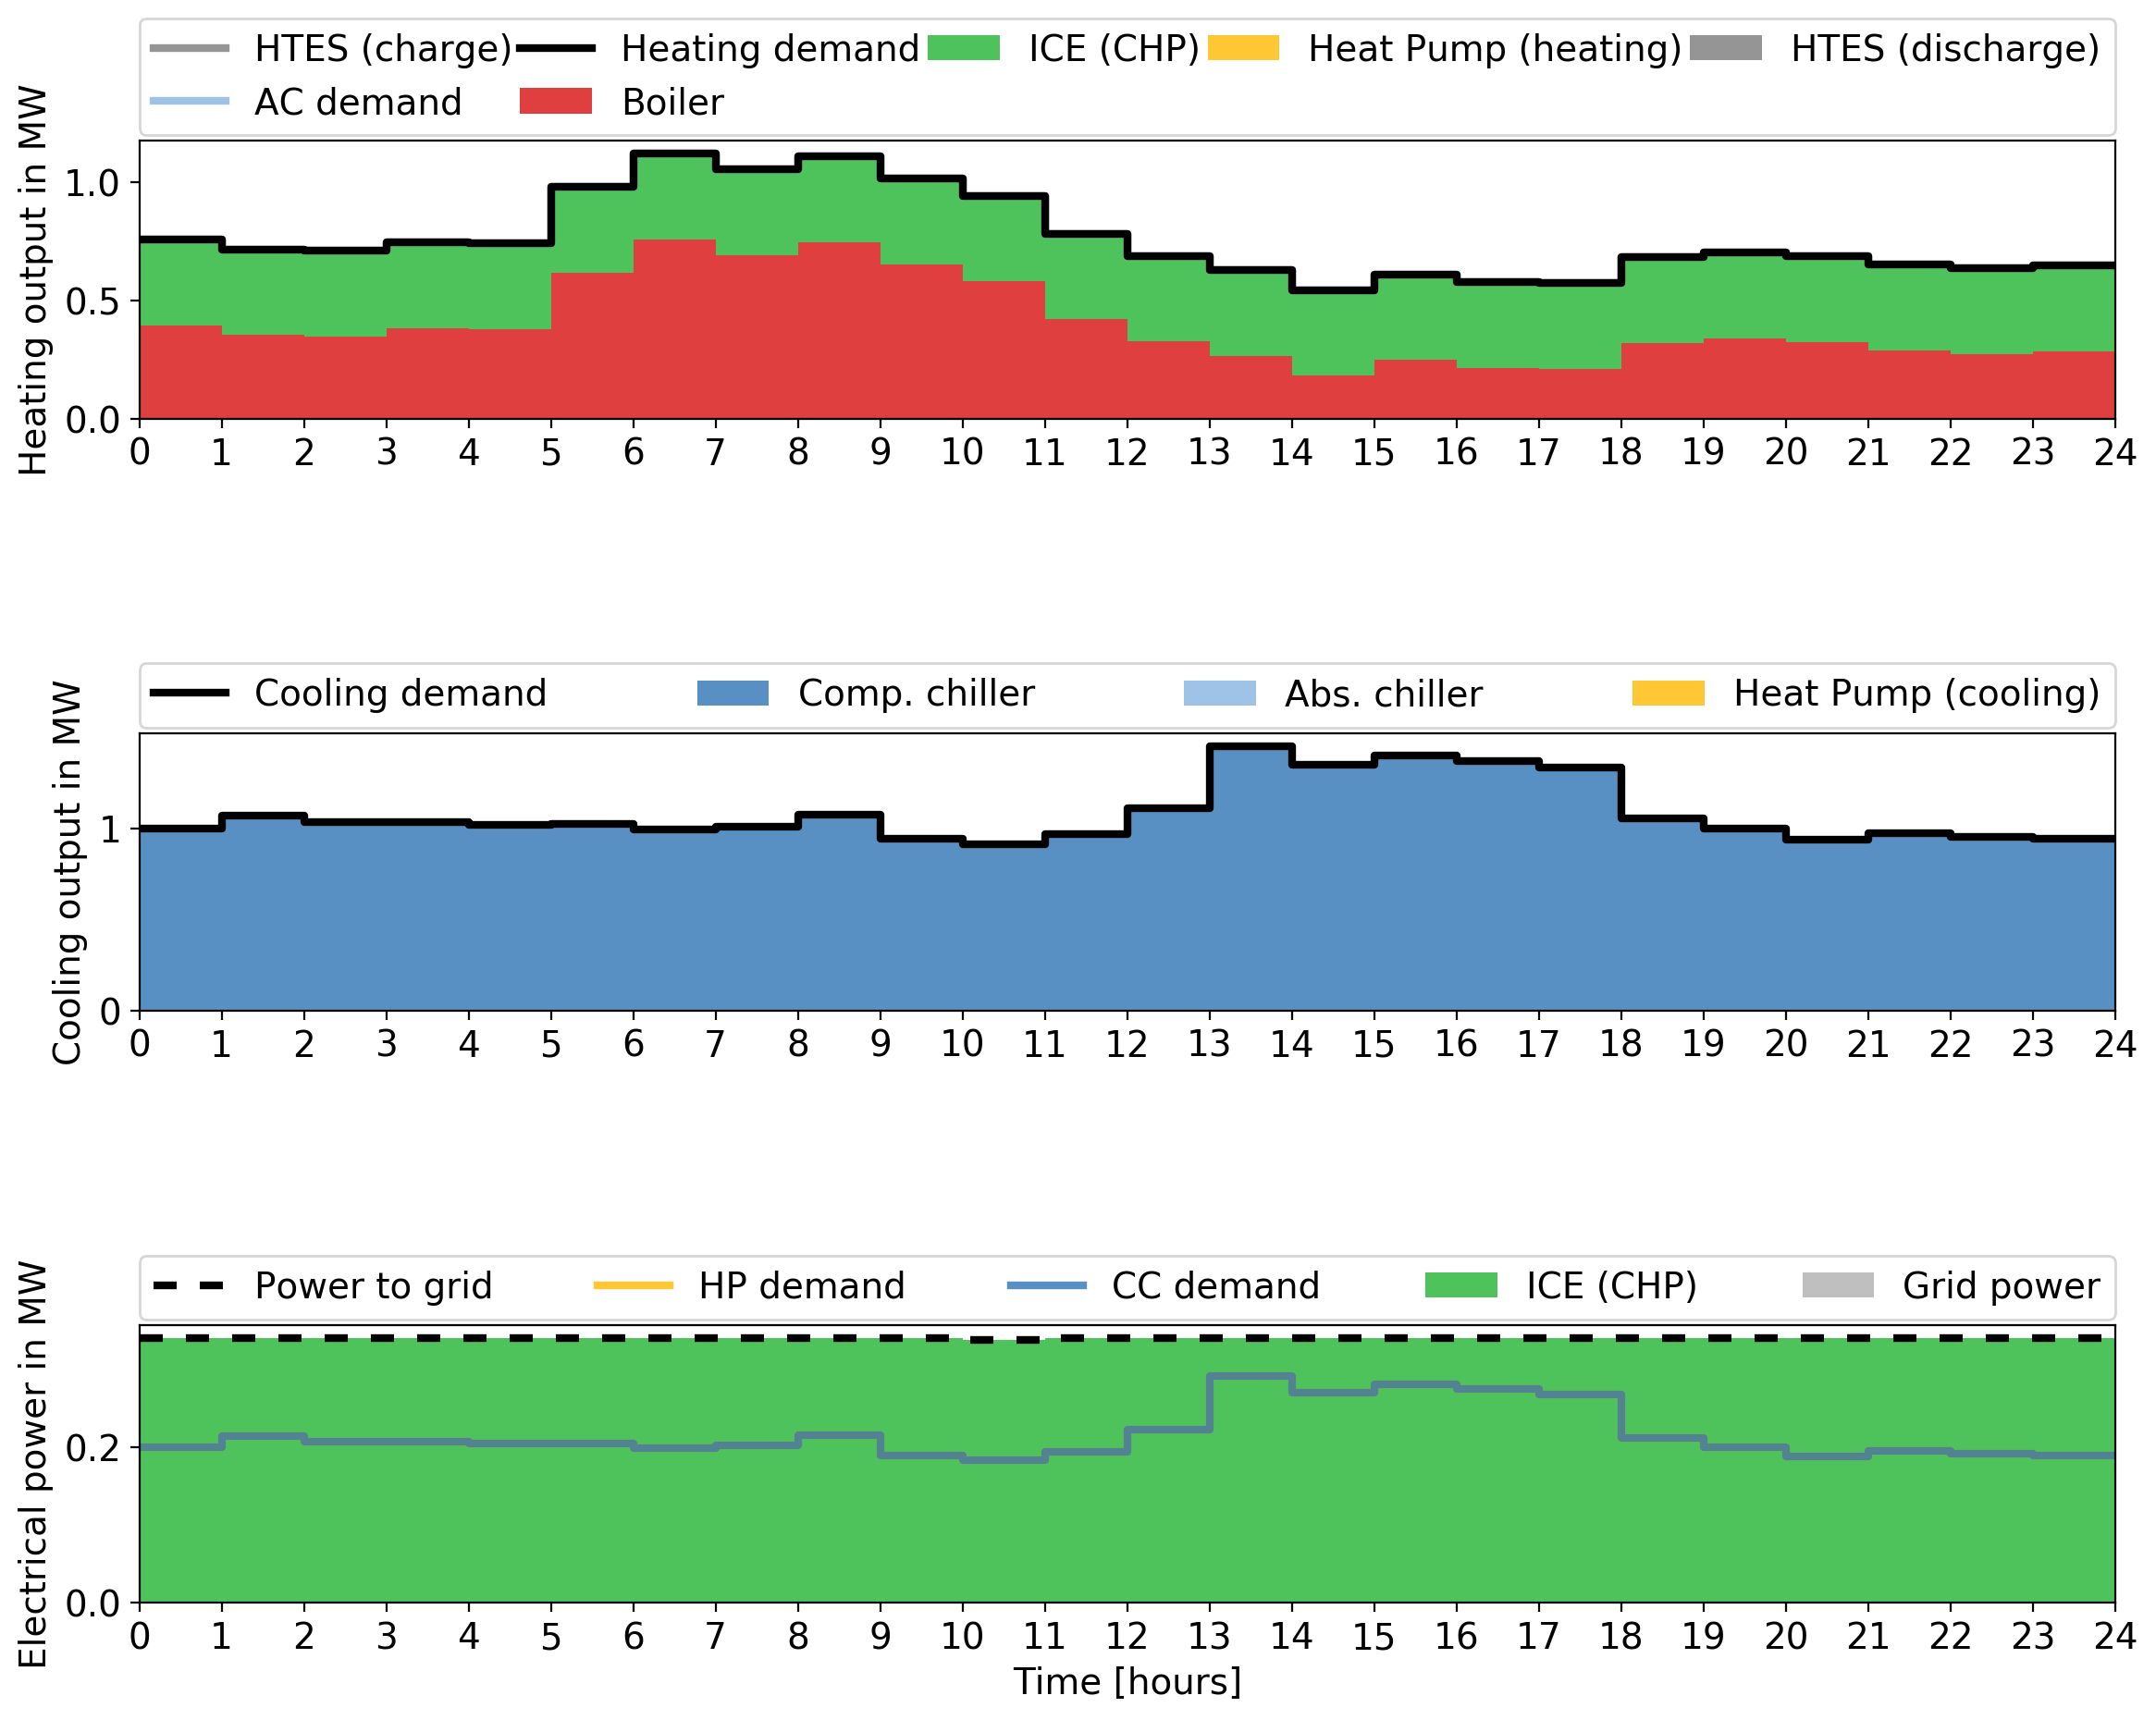 HTES (charge) Heating demand ICE (CHP) Heat Pump (heating) HTES (discharge)
AC demand Boiler
Heating output in MW
1.0
0.5
0.0
0 1 2 3 4 5 6 7 8 9 10 11 12 13 14 15 16 17 18 19 20 21 22 23 24
Cooling demand Comp. chiller Abs. chiller Heat Pump (cooling)
Cooling output in MW
1
0
0 1 2 3 4 5 6 7 8 9 10 11 12 13 14 15 16 17 18 19 20 21 22 23 24
Power to grid HP demand CC demand ICE (CHP) Grid power
Electrical power in MW
0.2
0.0
0 1 2 3 4 5 6 7 8 9 10 11 12 13 14 15 16 17 18 19 20 21 22 23 24
Time [hours]